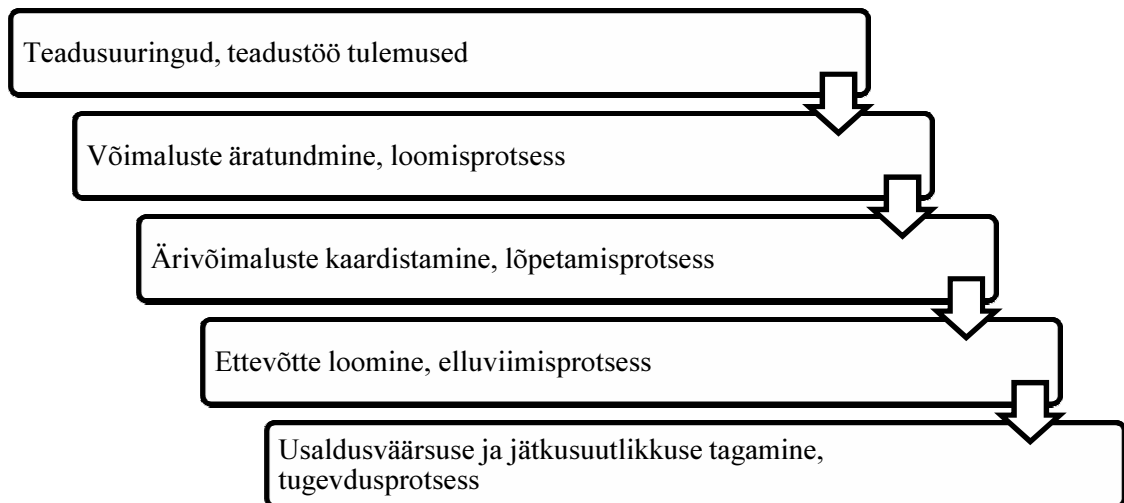 Teadusuuringud, teadustöö tulemused
Võimaluste äratundmine, loomisprotsess
Ärivõimaluste kaardistamine, lõpetamisprotsess
Ettevõtte loomine, elluviimisprotsess
Usaldusväärsuse ja jätkusuutlikkuse tagamine,
tugevdusprotsess